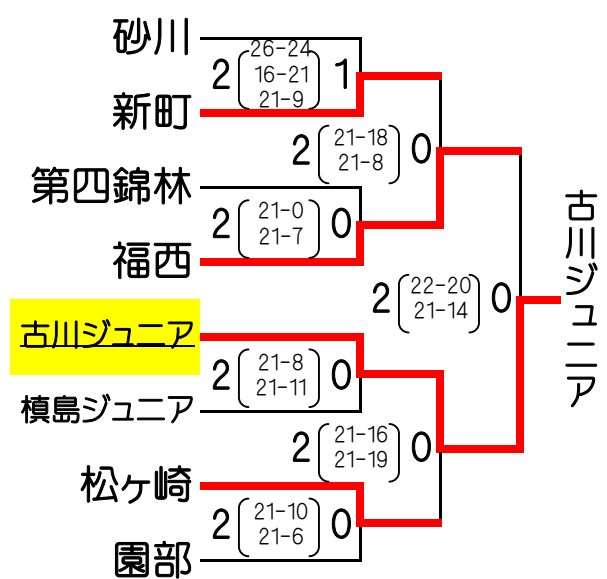 砂川
26-24
2 16-21 1
21-9
新町
21-18
2 0
21-8
第四錦林
21-0
2 0
21-7
福西
古川ジュニア
22-20
2 0
21-14
古川ジュニア
21-8
2 0
21-11
槙島ジュニア
21-16
2 0
21-19
松ヶ崎
21-10
2 0
21-6
園部